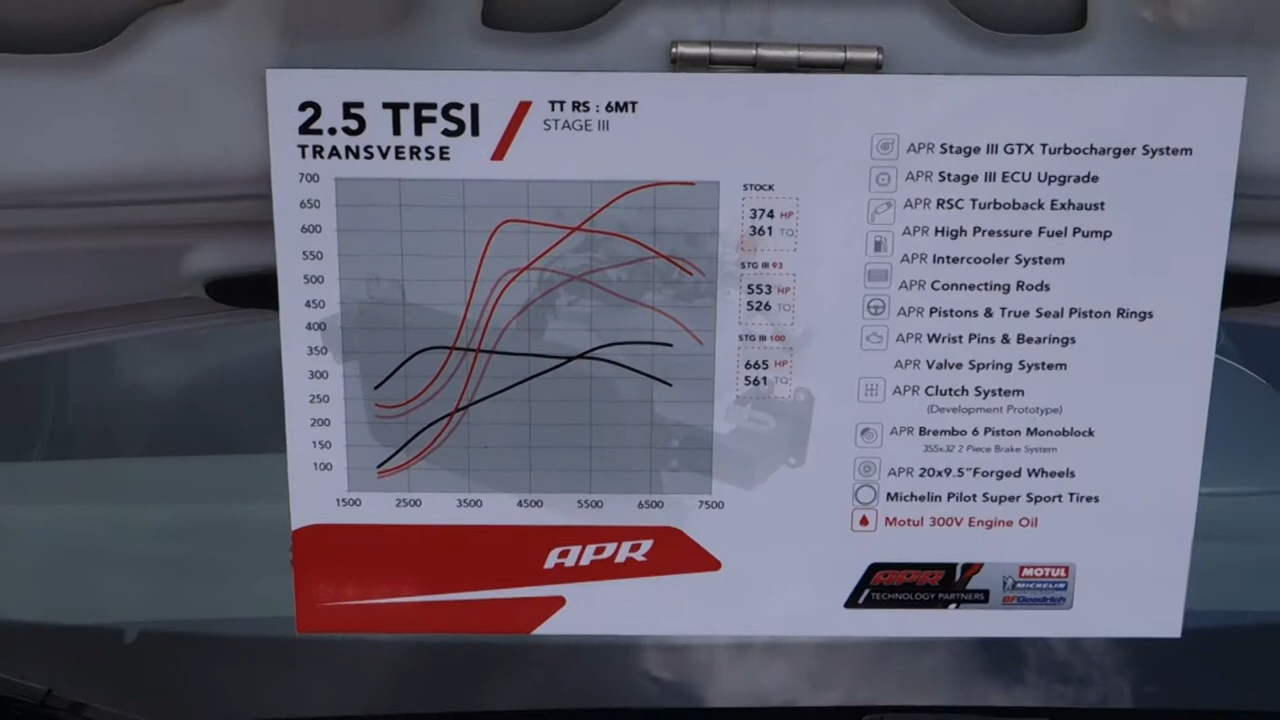 2.5 TFSI
TRANSVERSE
TT RS : 6MT
STAGE III
700
650
600
550
500
450
400
350
300
250
200
150
100
1500 2500 3500 4500 5500 6500 7500
STOCK
374 HP
361 TQ
STG III 93
553 HP
526 TQ
STG III 100
665 HP
561 TQ
APR Stage III GTX Turbocharger System
APR Stage III ECU Upgrade
APR RSC Turboback Exhaust
APR High Pressure Fuel Pump
APR Intercooler System
APR Connecting Rods
APR Pistons & True Seal Piston Rings
APR Wrist Pins & Bearings
APR Valve Spring System
APR Clutch System
(Development Prototype)
APR Brembo 6 Piston Monoblock
355x32 2 Piece Brake System
APR 20x9.5" Forged Wheels
Michelin Pilot Super Sport Tires
Motul 300V Engine Oil
APR
APR
TECHNOLOGY PARTNERS
MOTUL
MICHELIN
BFGoodrich